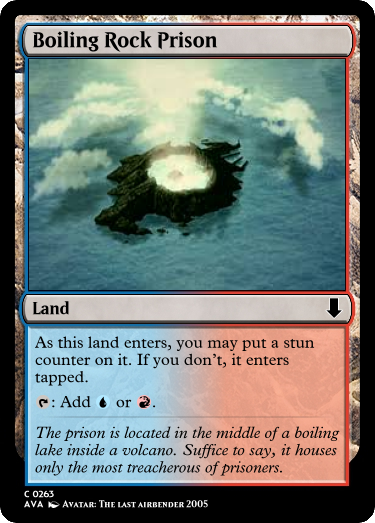 Boiling Rock Prison
Land
As this land enters, you may put a stun
counter on it. If you don't, it enters
tapped.
: Add or .
The prison is located in the middle of a boiling
lake inside a volcano. Suffice to say, it houses
only the most treacherous of prisoners.
C 0263
AVA Avatar: The last airbender 2005